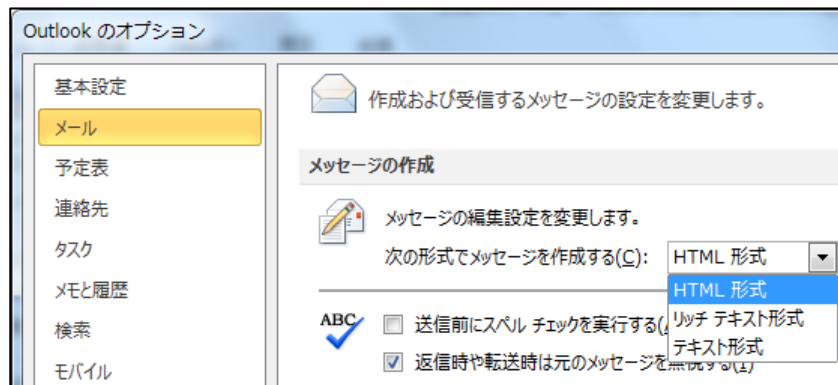 Outlook のオプション
基本設定
メール
予定表
連絡先
タスク
メモと履歴
検索
モバイル
作成および受信するメッセージの設定を変更します。
メッセージの作成
メッセージの編集設定を変更します。
次の形式でメッセージを作成する(C): HTML 形式
HTML 形式
リッチ テキスト形式
テキスト形式
ABC
送信前にスペル チェックを実行する(
返信時や転送時は元のメッセージを無視する(I)